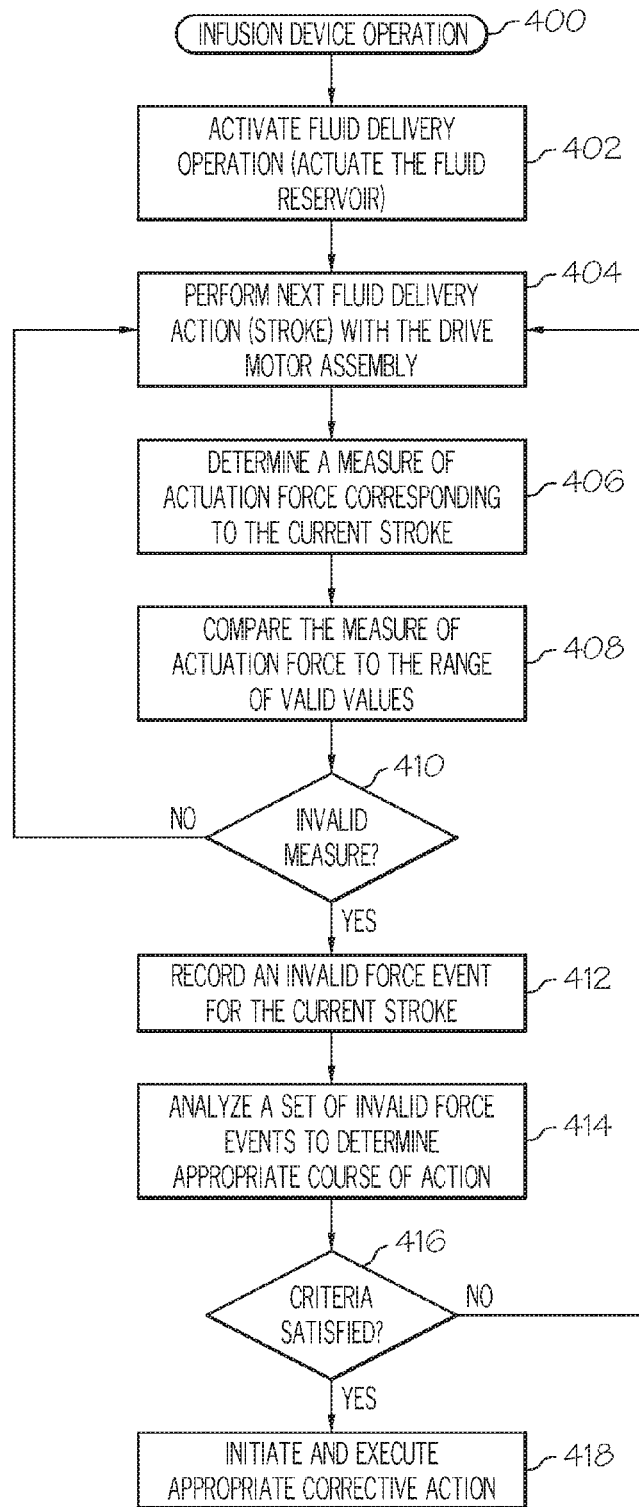 INFUSION DEVICE OPERATION
400
ACTIVATE FLUID DELIVERY
OPERATION (ACTUATE THE FLUID
RESERVOIR)
402
PERFORM NEXT FLUID DELIVERY
ACTION (STROKE) WITH THE DRIVE
MOTOR ASSEMBLY
404
DETERMINE A MEASURE OF
ACTUATION FORCE CORRESPONDING
TO THE CURRENT STROKE
406
COMPARE THE MEASURE OF
ACTUATION FORCE TO THE RANGE
OF VALID VALUES
408
410
NO
INVALID
MEASURE?
YES
RECORD AN INVALID FORCE EVENT
FOR THE CURRENT STROKE
412
ANALYZE A SET OF INVALID FORCE
EVENTS TO DETERMINE
APPROPRIATE COURSE OF ACTION
414
416
CRITERIA
SATISFIED?
NO
YES
INITIATE AND EXECUTE
APPROPRIATE CORRECTIVE ACTION
418